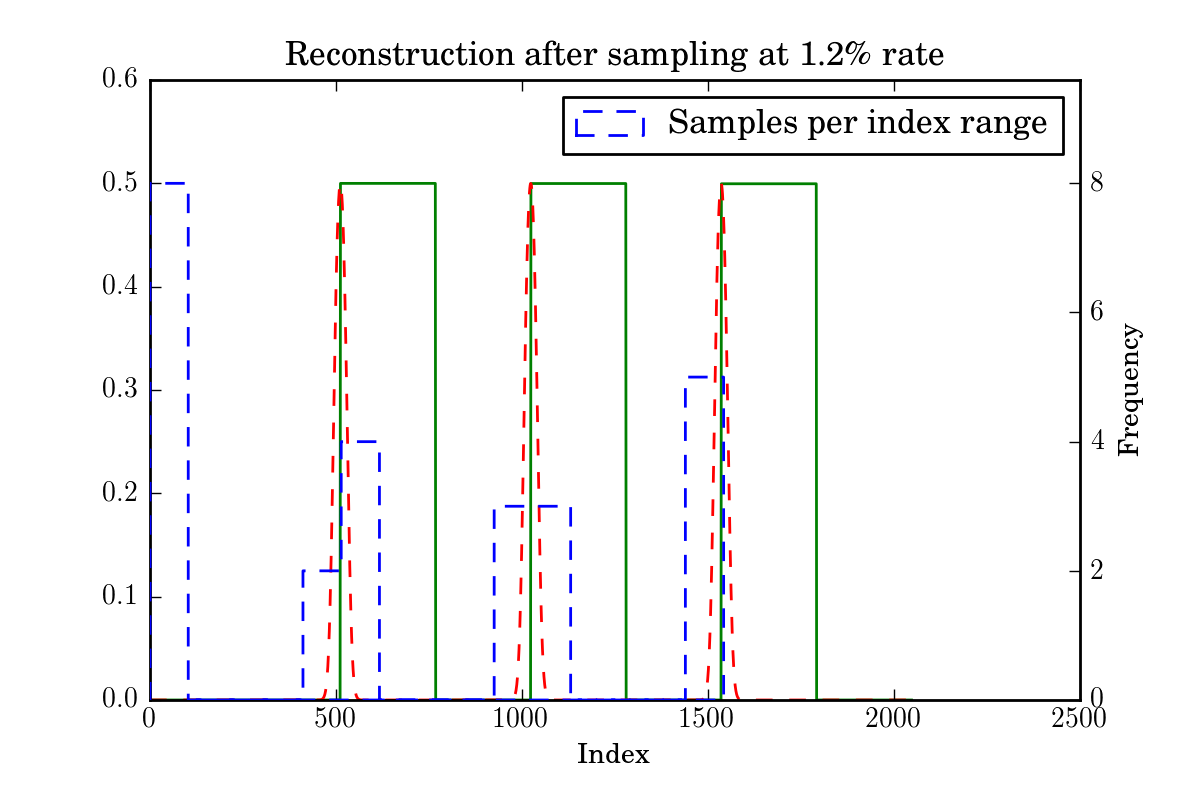 Reconstruction after sampling at 1.2% rate
Samples per index range
0.6
0.5
0.4
0.3
0.2
0.1
0.0
8
6
4
2
0
Frequency
0 500 1000 1500 2000 2500
Index